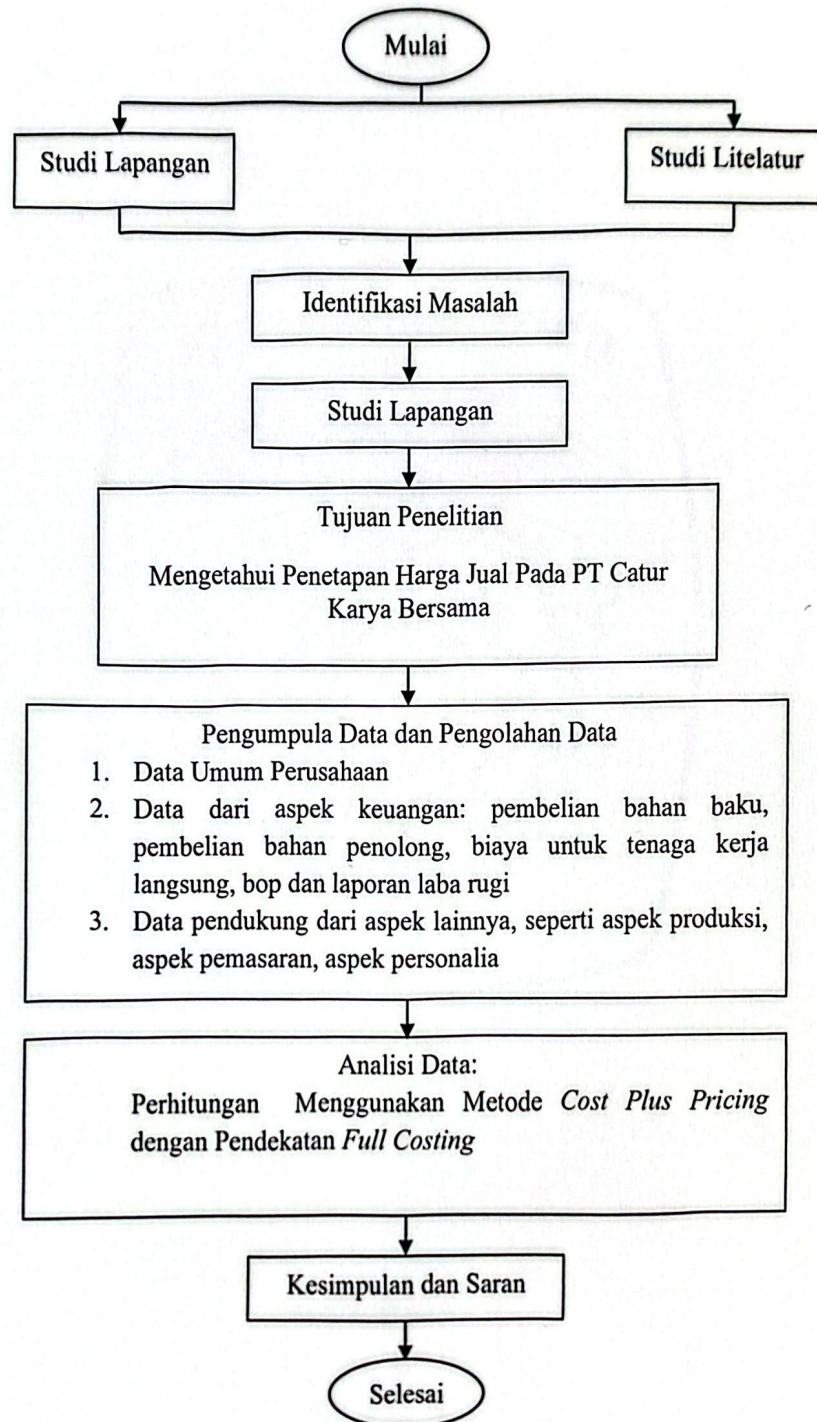 Mulai
Studi Lapangan
Studi Litelatur
Identifikasi Masalah
Studi Lapangan
Tujuan Penelitian
Mengetahui Penetapan Harga Jual Pada PT Catur
Karya Bersama
Pengumpula Data dan Pengolahan Data
1. Data Umum Perusahaan
2. Data dari aspek keuangan: pembelian bahan baku,
pembelian bahan penolong, biaya untuk tenaga kerja
langsung, bop dan laporan laba rugi
3. Data pendukung dari aspek lainnya, seperti aspek produksi,
aspek pemasaran, aspek personalia
Analisi Data:
Perhitungan Menggunakan Metode Cost Plus Pricing
dengan Pendekatan Full Costing
Kesimpulan dan Saran
Selesai